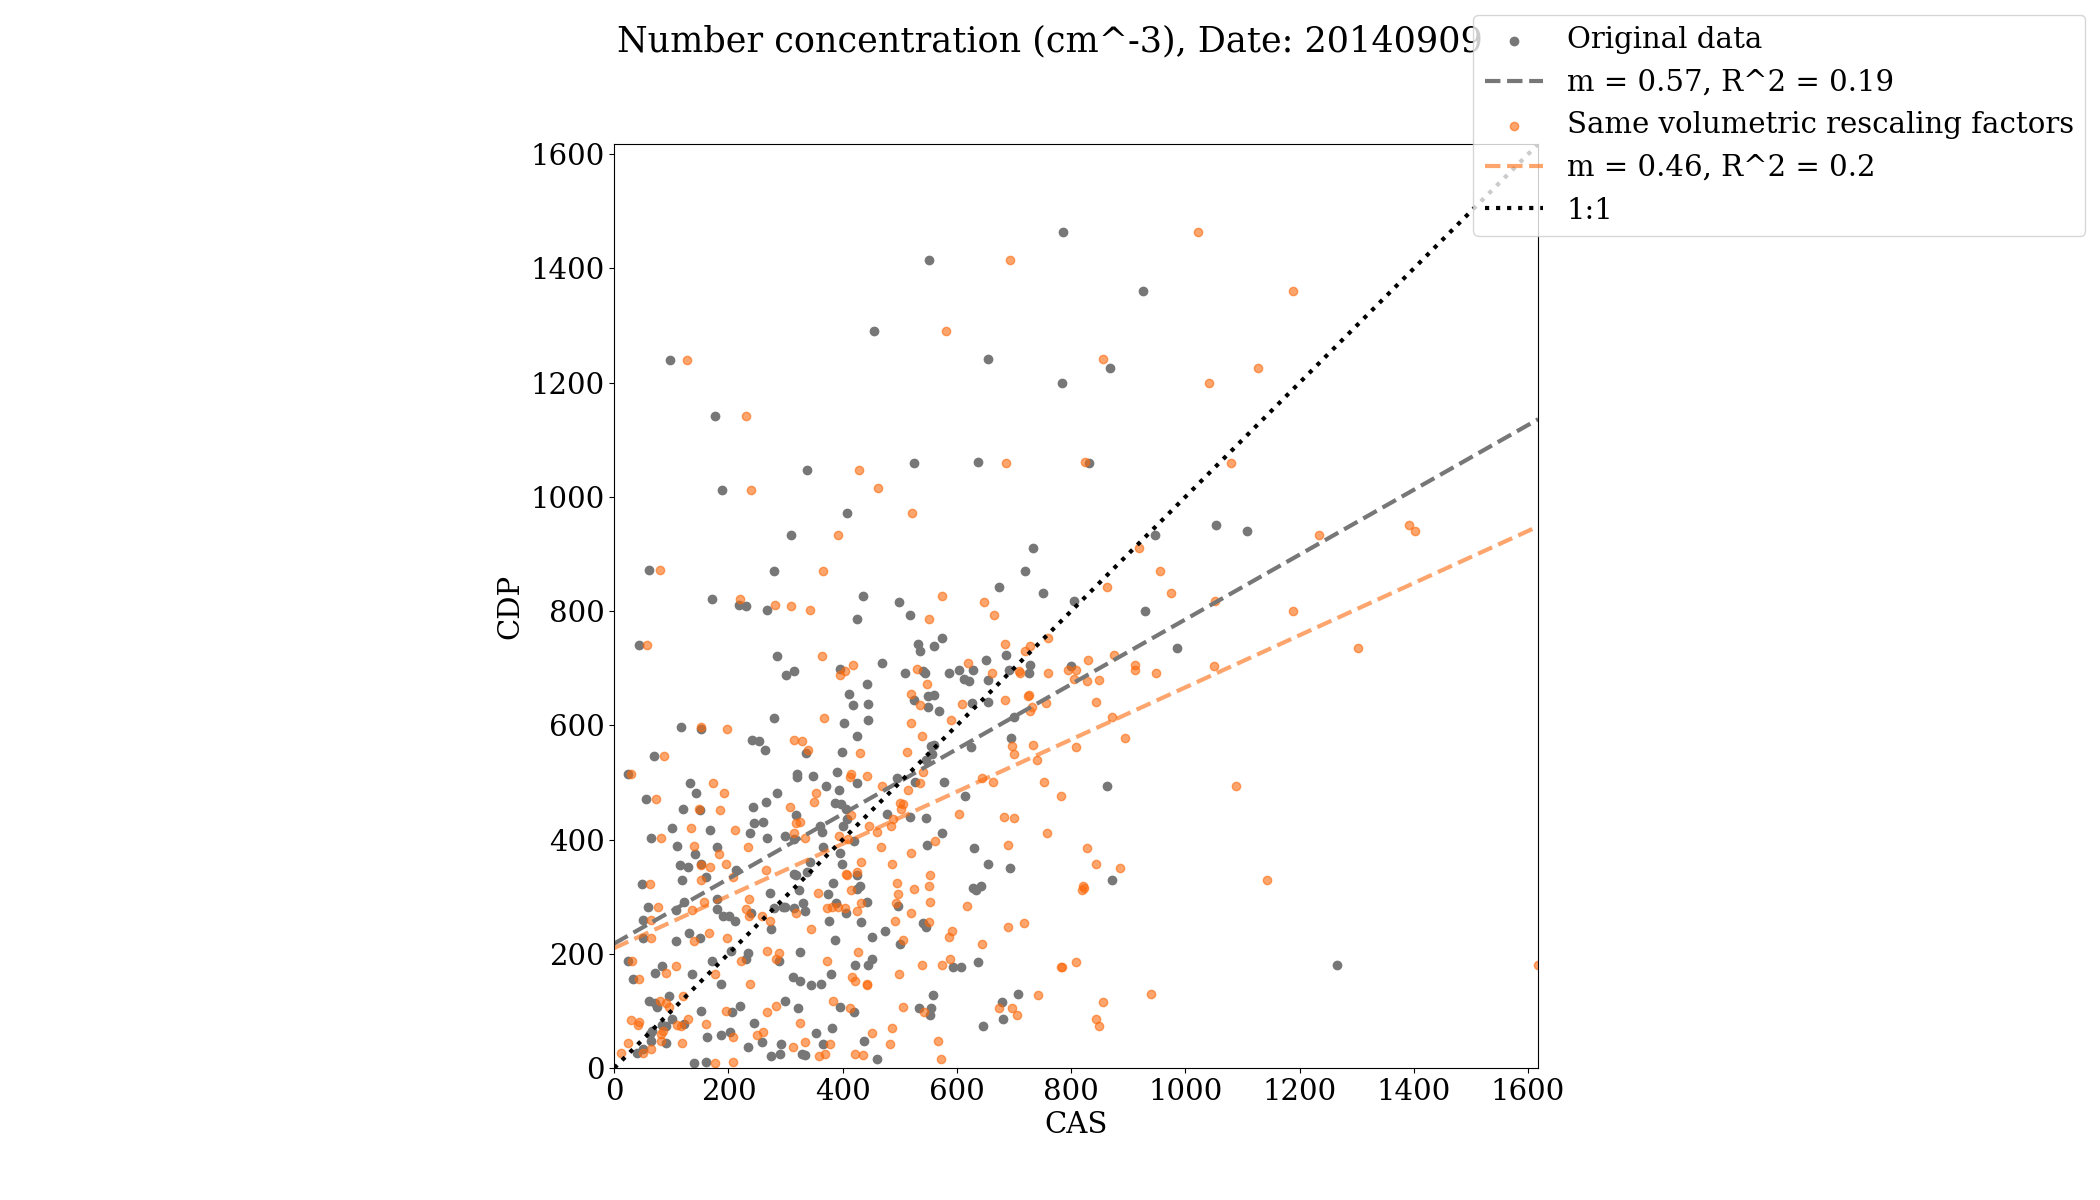 Number concentration (cm^-3), Date: 20140909
Original data
m = 0.57, R^2 = 0.19
Same volumetric rescaling factors
m = 0.46, R^2 = 0.2
1:1
1600
1400
1200
1000
800
600
400
200
0
CDP
0 200 400 600 800 1000 1200 1400 1600
CAS